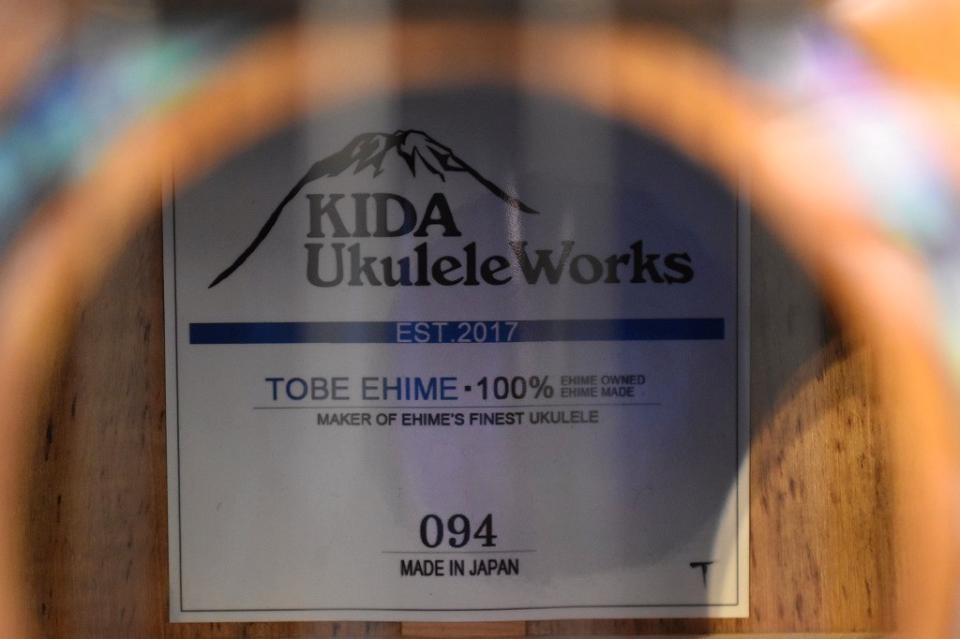 KIDA
UkuleleWorks
EST.2017
TOBE EHIME · 100% EHIME OWNED
EHIME MADE
MAKER OF EHIME'S FINEST UKULELE
094
MADE IN JAPAN
T